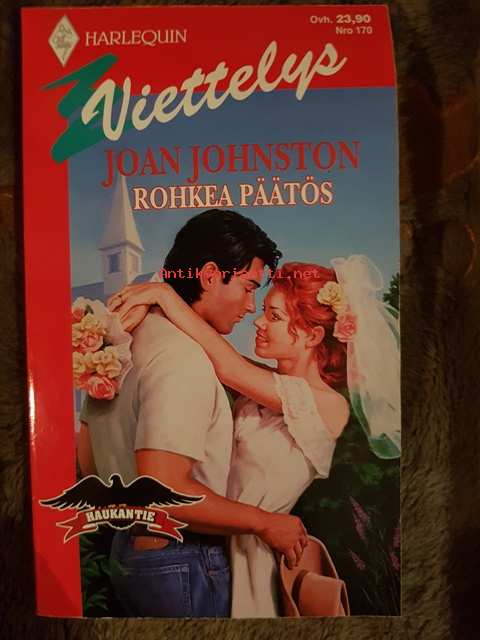 HARLEQUIN
Ovh. 23,90
Nro 170
Viettelys
JOAN JOHNSTON
ROHKEA PÄÄTÖS
Antikvariaatti.net
HAUKANTIE